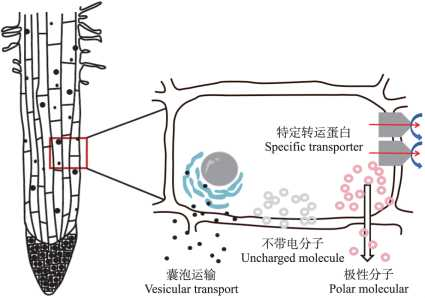 特定转运蛋白
Specific transporter
不带电分子
Uncharged molecule
囊泡运输
Vesicular transport
极性分子
Polar molecular